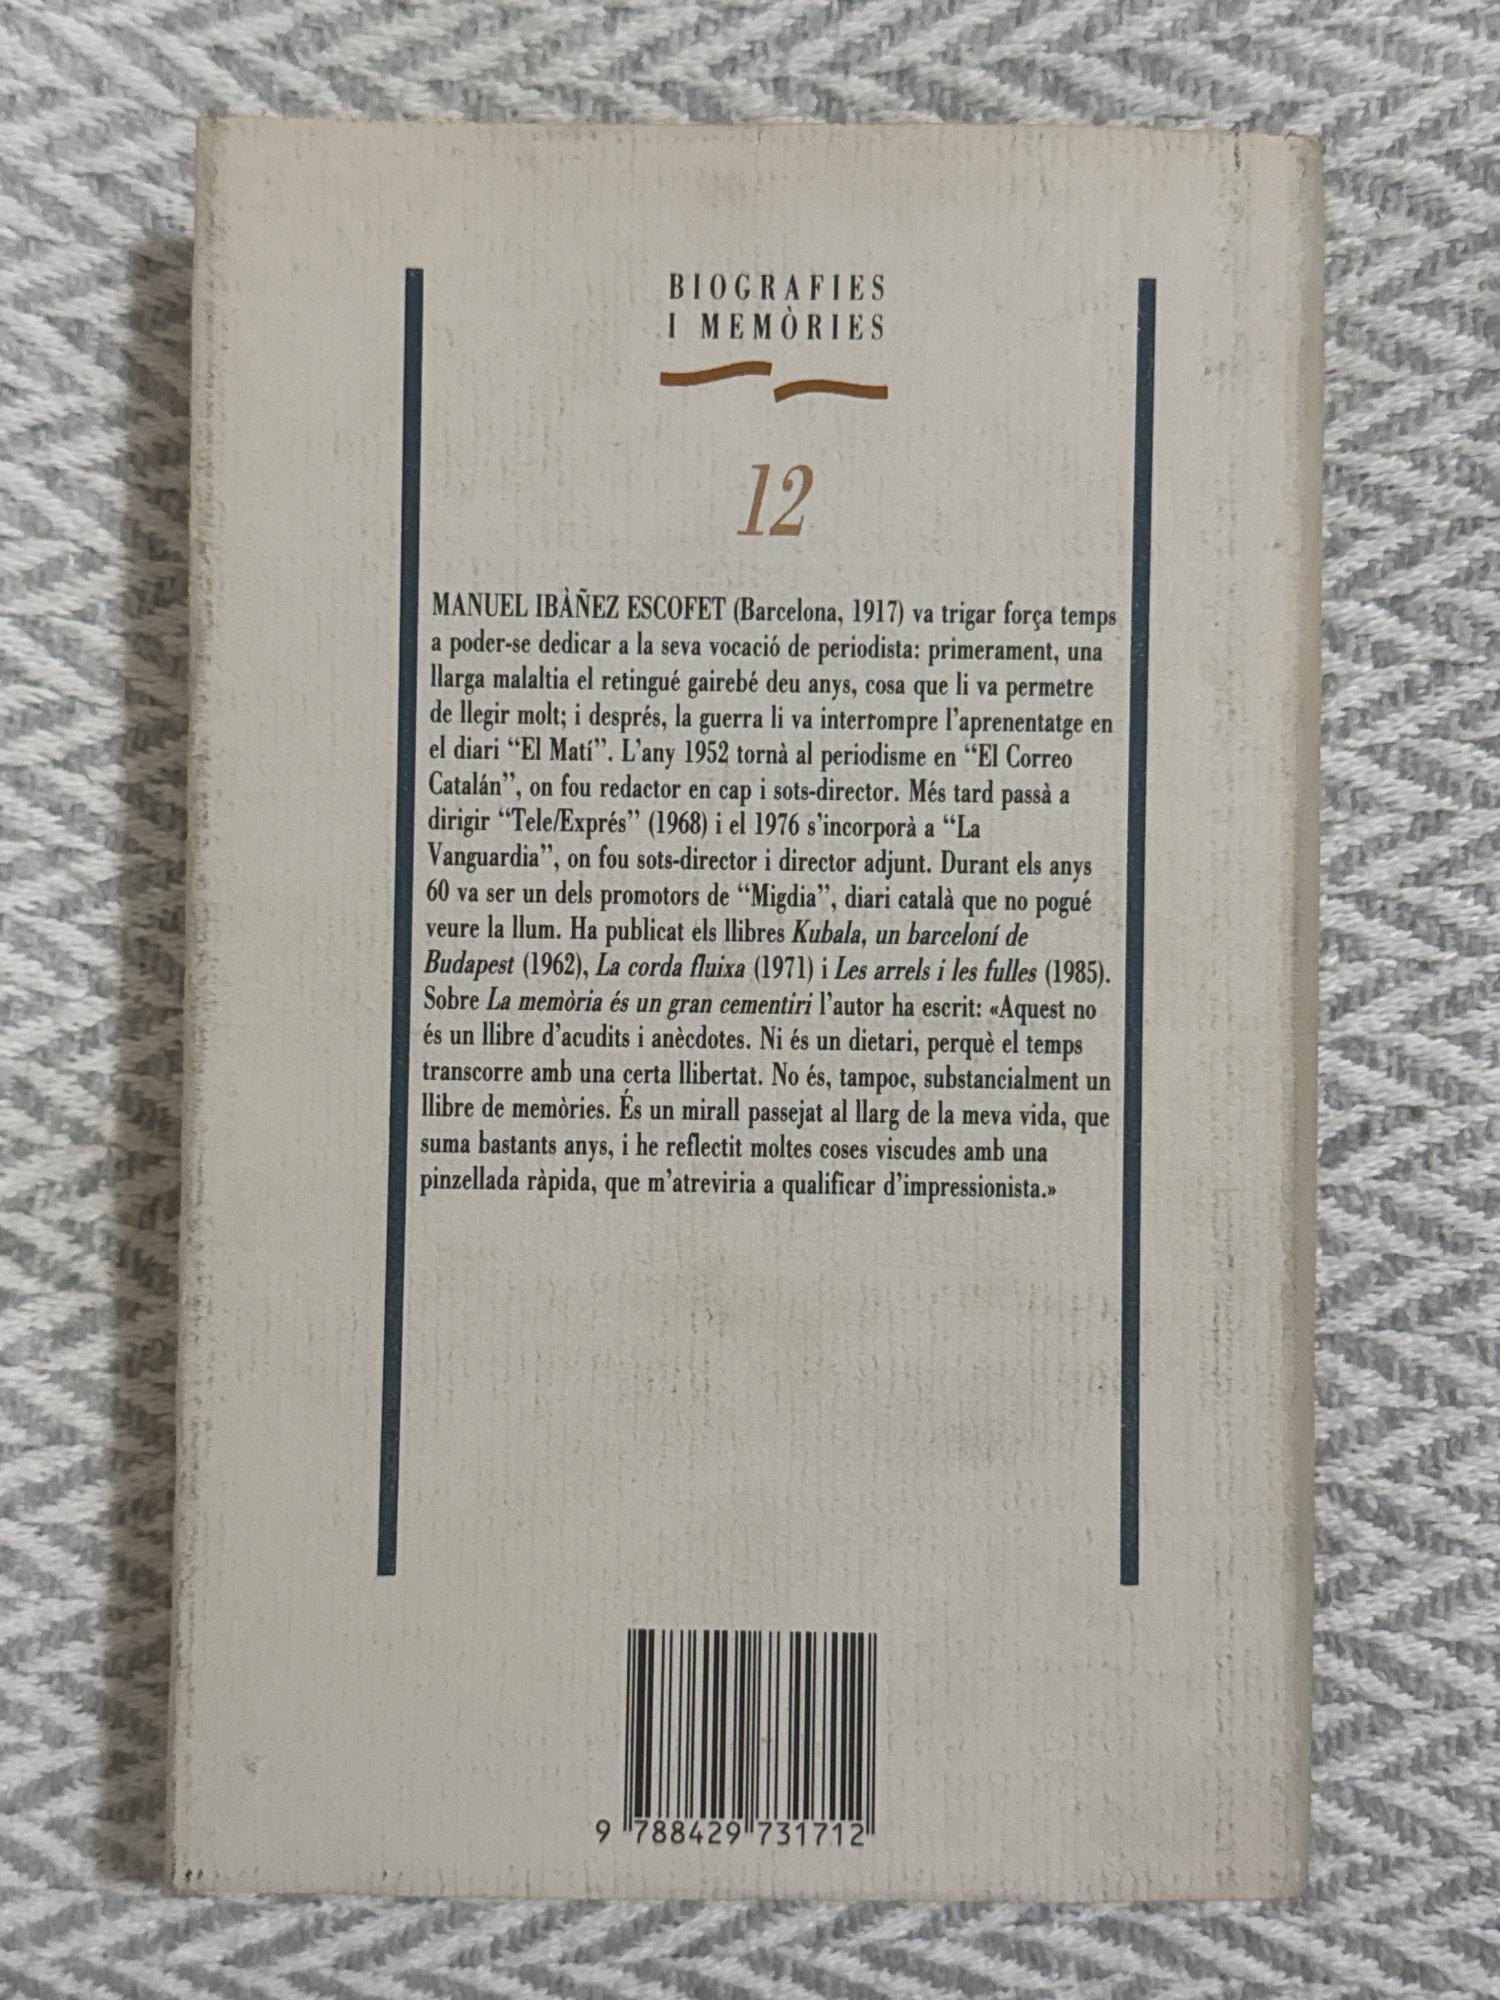 BIOGRAFIES
I MEMÒRIES
12
MANUEL IBÀÑEZ ESCOFET (Barcelona, 1917) va trigar força temps
a poder-se dedicar a la seva vocació de periodista: primerament, una
llarga malaltia el retingué gairebé deu anys, cosa que li va permetre
de llegir molt; i després, la guerra li va interrompre l’aprenentatge en
el diari “El Matí”. L’any 1952 tornà al periodisme en “El Correo
Catalán”, on fou redactor en cap i sots-director. Més tard passà a
dirigir “Tele/Exprés” (1968) i el 1976 s’incorporà a “La
Vanguardia”, on fou sots-director i director adjunt. Durant els anys
60 va ser un dels promotors de “Migdia”, diari català que no pogué
veure la llum. Ha publicat els llibres Kubala, un barceloní de
Budapest (1962), La corda fluixa (1971) i Les arrels i les fulles (1985).
Sobre La memòria és un gran cementiri l’autor ha escrit: «Aquest no
és un llibre d’acudits i anècdotes. Ni és un dietari, perquè el temps
transcorre amb una certa llibertat. No és, tampoc, substancialment un
llibre de memòries. És un mirall passejat al llarg de la meva vida, que
suma bastants anys, i he reflectit moltes coses viscudes amb una
pinzellada ràpida, que m’atreviria a qualificar d’impressionista.»
9 788429 731712